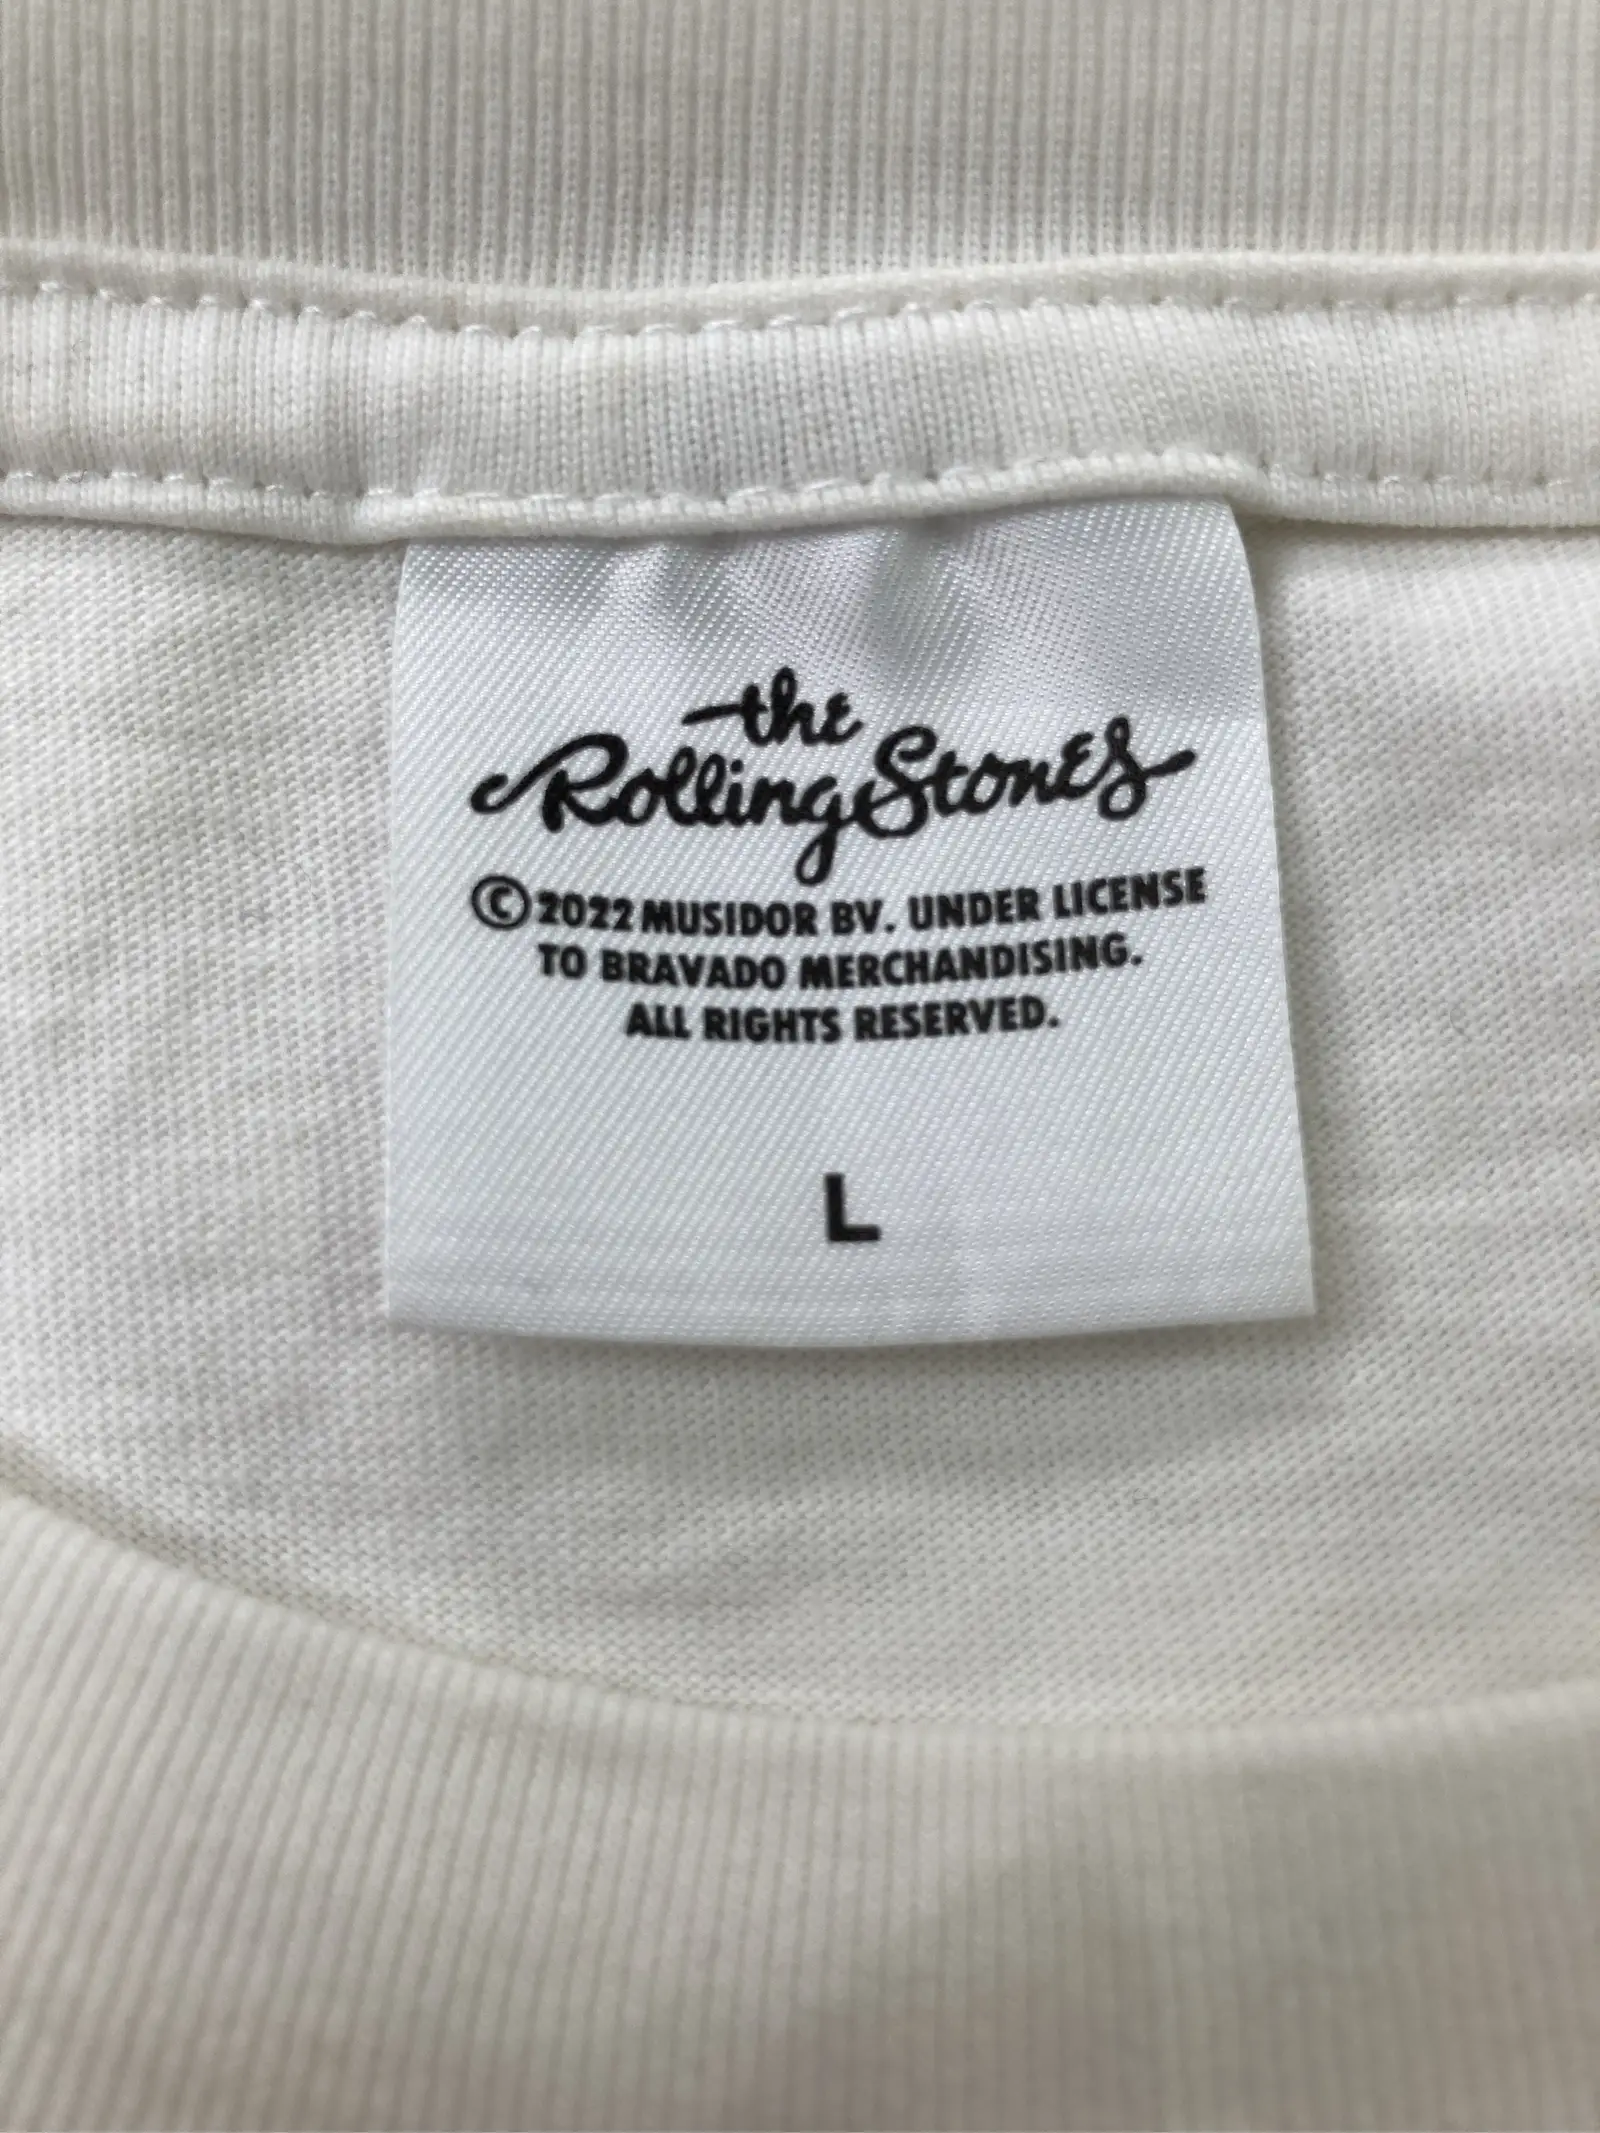 the
Rolling Stones
©2022 MUSIDOR BV. UNDER LICENSE
TO BRAVADO MERCHANDISING.
ALL RIGHTS RESERVED.
L